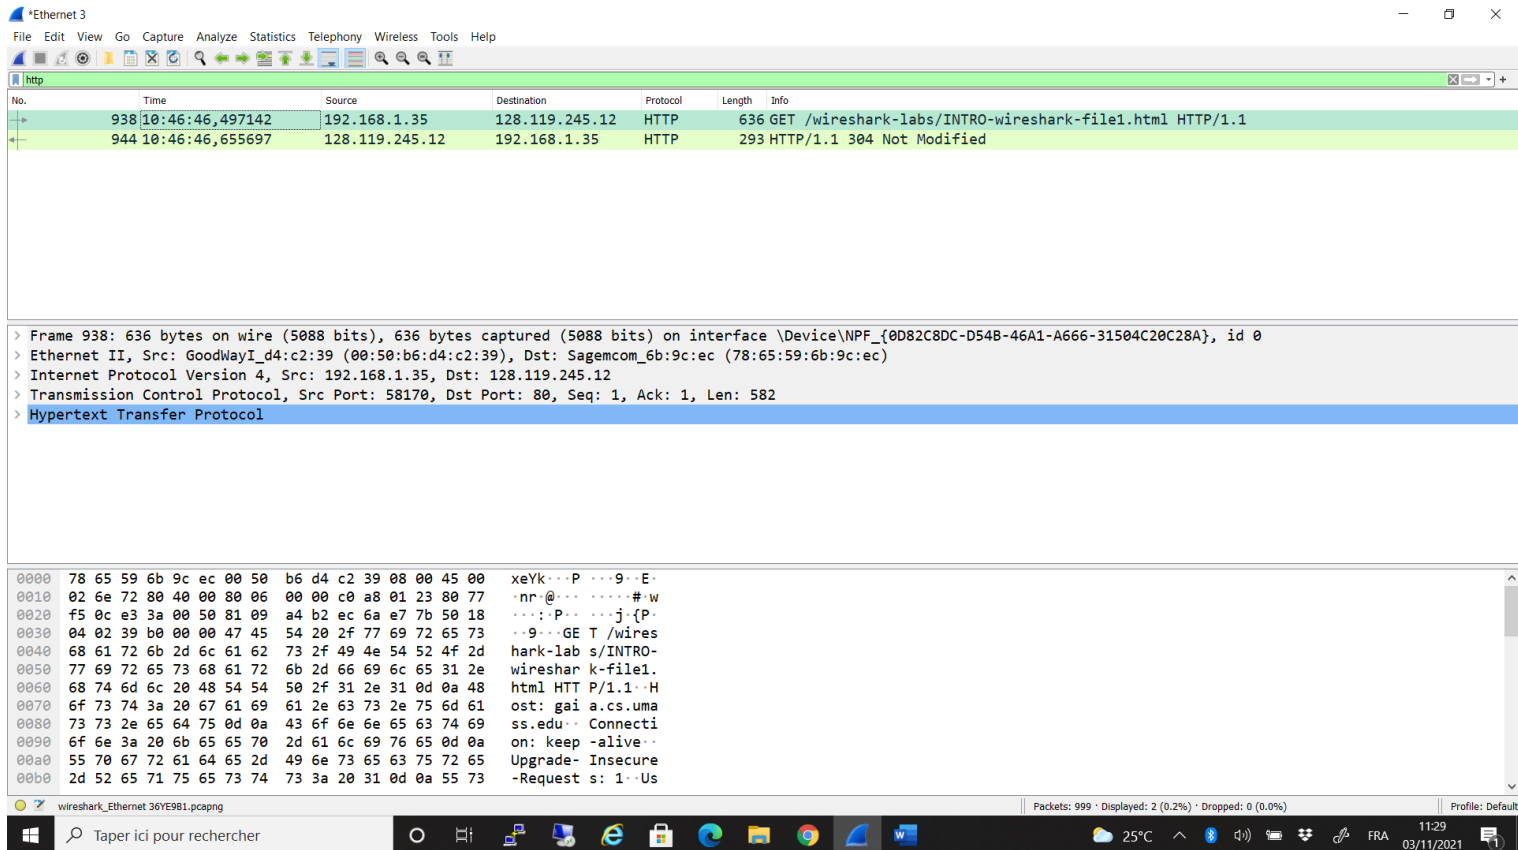 *Ethernet 3
File Edit View Go Capture Analyze Statistics Telephony Wireless Tools Help
http
No. Time Source Destination Protocol Length Info
938 10:46:46,497142 192.168.1.35 128.119.245.12 HTTP 636 GET /wireshark-labs/INTRO-wireshark-file1.html HTTP/1.1
944 10:46:46,655697 128.119.245.12 192.168.1.35 HTTP 293 HTTP/1.1 304 Not Modified
Frame 938: 636 bytes on wire (5088 bits), 636 bytes captured (5088 bits) on interface \Device\NPF_{0D82C8DC-D54B-46A1-A666-31504C20C28A}, id 0
Ethernet II, Src: GoodWayI_d4:c2:39 (00:50:b6:d4:c2:39), Dst: Sagemcom_6b:9c:ec (78:65:59:6b:9c:ec)
Internet Protocol Version 4, Src: 192.168.1.35, Dst: 128.119.245.12
Transmission Control Protocol, Src Port: 58170, Dst Port: 80, Seq: 1, Ack: 1, Len: 582
Hypertext Transfer Protocol
0000 78 65 59 6b 9c ec 00 50 b6 d4 c2 39 08 00 45 00 xeYk···P ···9··E·
0010 02 6e 72 80 40 00 80 06 00 00 c0 a8 01 23 80 77 ·nr·@··· ·····#·w
0020 f5 0c e3 3a 00 50 81 09 a4 b2 ec 6a e7 7b 50 18 ···:·P·· ···j·{P·
0030 04 02 39 b0 00 00 47 45 54 20 2f 77 69 72 65 73 ··9···GE T /wires
0040 68 61 72 6b 2d 6c 61 62 73 2f 49 4e 54 52 4f 2d hark-lab s/INTRO-
0050 77 69 72 65 73 68 61 72 6b 2d 66 69 6c 65 31 2e wireshar k-file1.
0060 68 74 6d 6c 20 48 54 54 50 2f 31 2e 31 0d 0a 48 html HTT P/1.1··H
0070 6f 73 74 3a 20 67 61 69 61 2e 63 73 2e 75 6d 61 ost: gai a.cs.uma
0080 73 73 2e 65 64 75 0d 0a 43 6f 6e 6e 65 63 74 69 ss.edu·· Connecti
0090 6f 6e 3a 20 6b 65 65 70 2d 61 6c 69 76 65 0d 0a on: keep -alive··
00a0 55 70 67 72 61 64 65 2d 49 6e 73 65 63 75 72 65 Upgrade- Insecure
00b0 2d 52 65 71 75 65 73 74 73 3a 20 31 0d 0a 55 73 -Request s: 1··Us
wireshark_Ethernet 36YE9B1.pcapng Packets: 999 · Displayed: 2 (0.2%) · Dropped: 0 (0.0%) Profile: Default
Taper ici pour rechercher 25°C FRA 11:29
03/11/2021 1